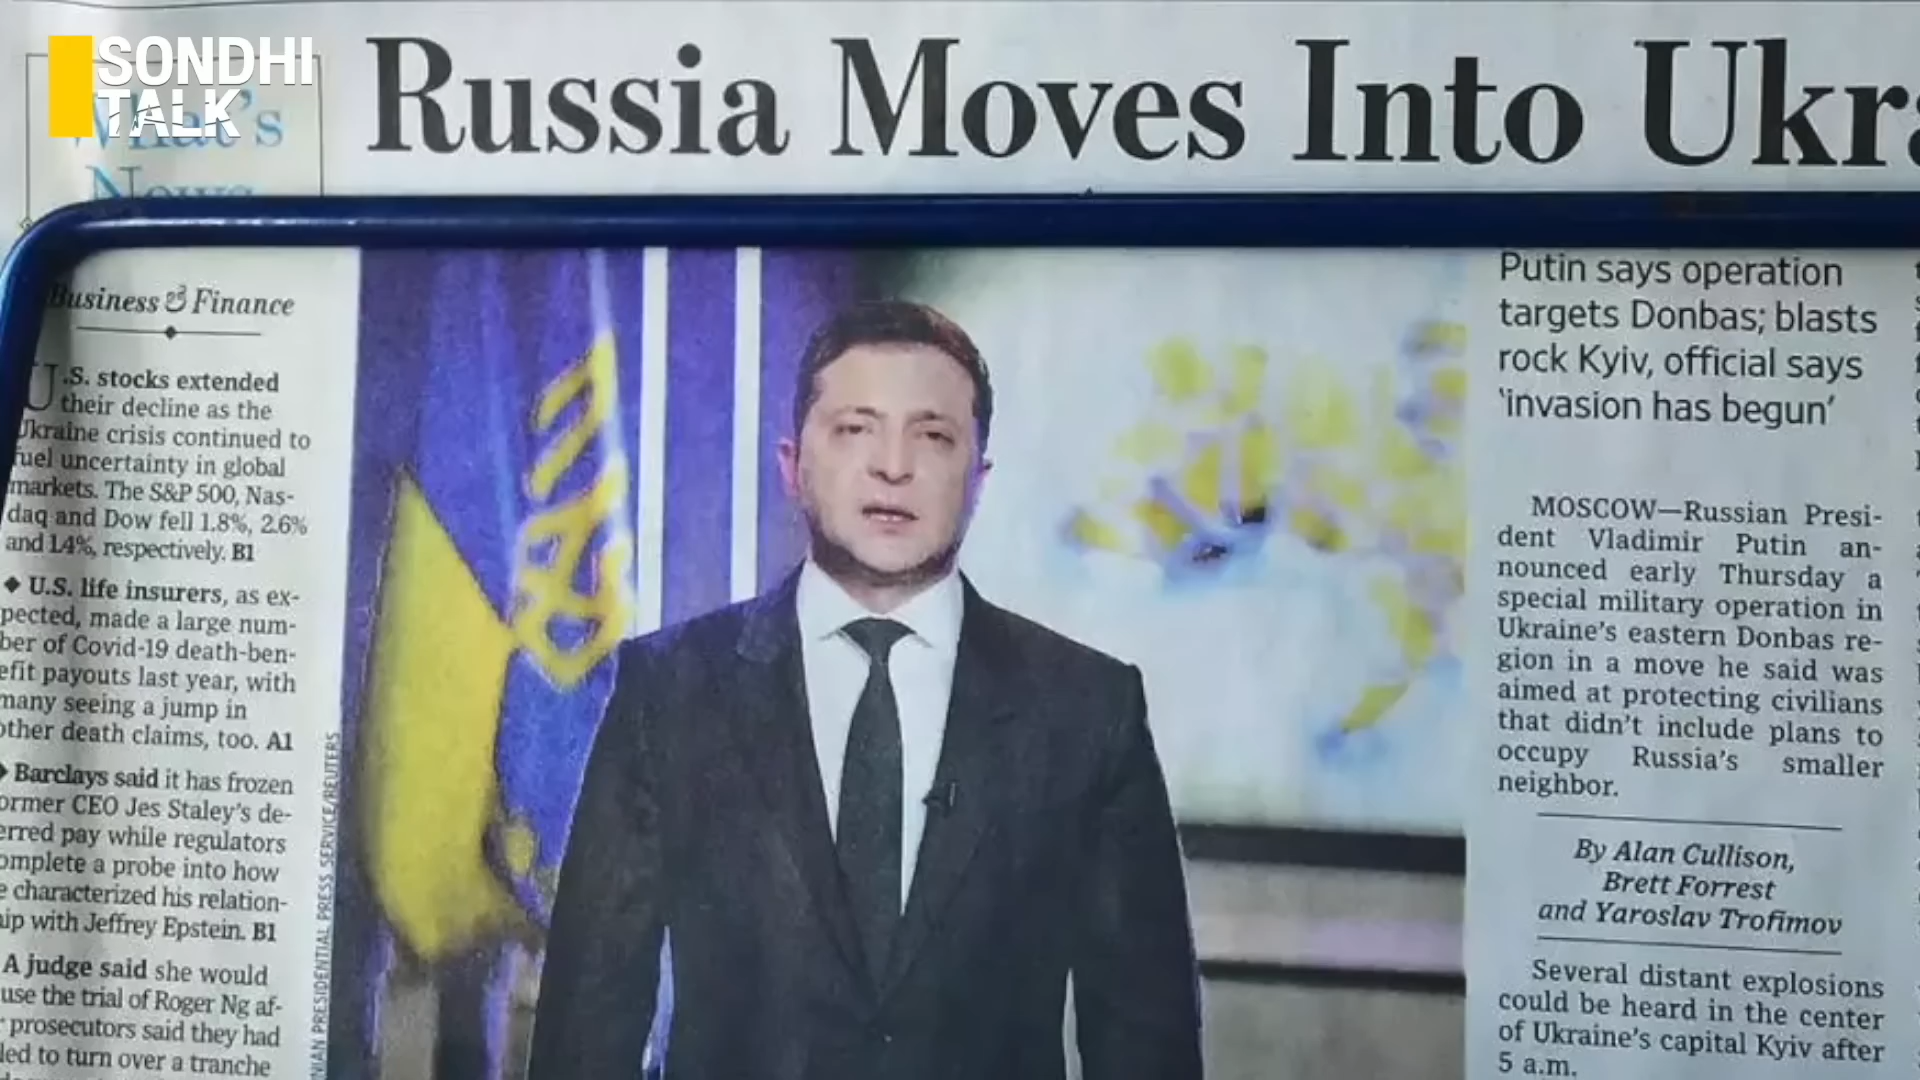 SONDHI
TALK
What's
News
Russia Moves Into Ukra
Business & Finance
U.S. stocks extended
their decline as the
Ukraine crisis continued to
fuel uncertainty in global
markets. The S&P 500, Nas-
daq and Dow fell 1.8%, 2.6%
and 1.4%, respectively. B1
◆ U.S. life insurers, as ex-
pected, made a large num-
ber of Covid-19 death-ben-
efit payouts last year, with
many seeing a jump in
other death claims, too. A1
◆ Barclays said it has frozen
ormer CEO Jes Staley's de-
erred pay while regulators
omplete a probe into how
e characterized his relation-
hip with Jeffrey Epstein. B1
A judge said she would
use the trial of Roger Ng af-
r prosecutors said they had
led to turn over a tranche
NIAN PRESIDENTIAL PRESS SERVICE/REUTERS
Putin says operation
targets Donbas; blasts
rock Kyiv, official says
'invasion has begun'
MOSCOW—Russian Presi-
dent Vladimir Putin an-
nounced early Thursday a
special military operation in
Ukraine's eastern Donbas re-
gion in a move he said was
aimed at protecting civilians
that didn't include plans to
occupy Russia's smaller
neighbor.
By Alan Cullison,
Brett Forrest
and Yaroslav Trofimov
Several distant explosions
could be heard in the center
of Ukraine's capital Kyiv after
5 a.m.